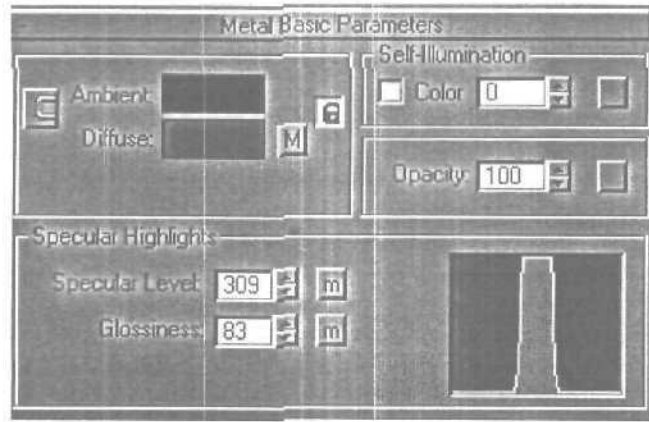 Metal Basic Parameters
Self-Illumination
Ambient:
Color 0
Diffuse: M
Opacity: 100
Specular Highlights
Specular Level: 309 m
Glossiness: 83 m